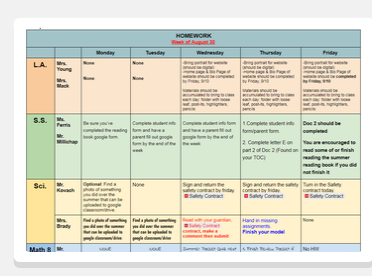 HOMEWORK
Week of August 30
Monday Tuesday Wednesday Thursday Friday
L.A.
Mrs.
Young
Mrs.
Mack
None
None
None
None
-Bring portrait for website
(should be digital)
-Home page & Bio Page of
website should be completed
by Friday, 9/10
Materials should be
accumulated to bring to class
each day: folder with loose
leaf, post-its, highlighters,
pencils
-Bring portrait for website
(should be digital)
-Home page & Bio Page of
website should be completed
by Friday, 9/10
Materials should be
accumulated to bring to class
each day: folder with loose
leaf, post-its, highlighters,
pencils
-Bring portrait for website
(should be digital)
-Home page & Bio Page of
website should be completed
by Friday, 9/10
Materials should be
accumulated to bring to class
each day: folder with loose
leaf, post-its, highlighters,
pencils
S.S.
Ms.
Ferris
Mr.
Millichap
Be sure you've
completed the reading
book google form.
Complete student info
form and have a
parent fill out google
form by the end of the
week
Complete student info
form and have a parent
fill out google form by
the end of the week
1.Complete student info
form/parent form
2. Complete letter E on
part 2 of Doc 2 (Found on
your TOC)
Doc 2 should be
completed
You are encouraged to
read some of or finish
reading the summer
reading book if you did
not finish it
Sci.
Mr.
Kovach
Optional: Find a
photo of something
you did over the
summer that can be
uploaded to google
classroom/drive
None
Sign and return the
safety contract by friday.
Safety Contract
Sign and return the safety
contract by friday.
Safety Contract
Turn in the Safety
contract today.
Safety Contract
Mrs.
Brady
Find a photo of something
you did over the summer
that can be uploaded to
google classroom/drive
Find a photo of something
you did over the summer
that can be uploaded to
google classroom/drive
Read with your guardian.
Safety Contract
contract, make a
comment then submit
Hand in missing
assignments.
Finish your model!
None
Math 8
Mr.